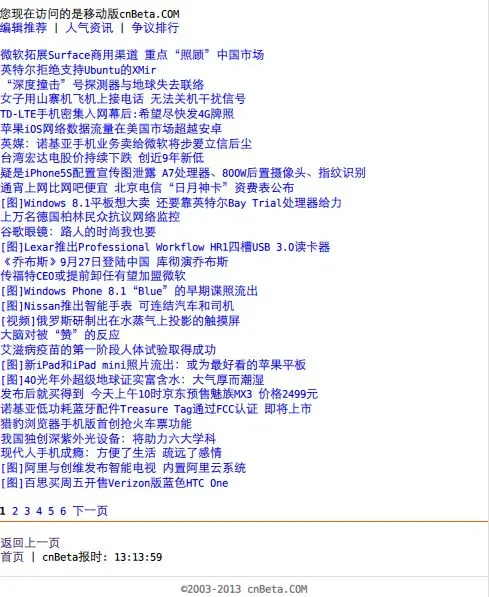 您现在访问的是移动版cnBeta.COM
编辑推荐 | 人气资讯 | 争议排行
微软拓展Surface商用渠道 重点“照顾”中国市场
英特尔拒绝支持Ubuntu的XMir
“深度撞击”号探测器与地球失去联络
女子用山寨机飞机上接电话 无法关机干扰信号
TD-LTE手机密集入网幕后:希望尽快发4G牌照
苹果iOS网络数据流量在美国市场超越安卓
英媒：诺基亚手机业务卖给微软将步爱立信后尘
台湾宏达电股价持续下跌 创近9年新低
疑是iPhone5S配置宣传图泄露 A7处理器、800W后置摄像头、指纹识别
通宵上网比网吧便宜 北京电信“日月神卡”资费表公布
[图]Windows 8.1平板想大卖 还要靠英特尔Bay Trial处理器给力
上万名德国柏林民众抗议网络监控
谷歌眼镜：路人的时尚我也要
[图]Lexar推出Professional Workflow HR1四槽USB 3.0读卡器
《乔布斯》9月27日登陆中国 库彻演乔布斯
传福特CEO或提前卸任有望加盟微软
[图]Windows Phone 8.1“Blue”的早期谍照流出
[图]Nissan推出智能手表 可连结汽车和司机
[视频]俄罗斯研制出在水蒸气上投影的触摸屏
大脑对被“赞”的反应
艾滋病疫苗的第一阶段人体试验取得成功
[图]新iPad和iPad mini照片流出：或为最好看的苹果平板
[图]40光年外超级地球证实富含水：大气厚而潮湿
发布后就买得到 今天上午10时京东预售魅族MX3 价格2499元
诺基亚低功耗蓝牙配件Treasure Tag通过FCC认证 即将上市
猎豹浏览器手机版首创抢火车票功能
我国独创深紫外光设备：将助力六大学科
现代人手机成瘾：方便了生活 疏远了感情
[图]阿里与创维发布智能电视 内置阿里云系统
[图]百思买周五开售Verizon版蓝色HTC One
1 2 3 4 5 6 下一页
返回上一页
首页 | cnBeta报时: 13:13:59
©2003-2013 cnBeta.COM